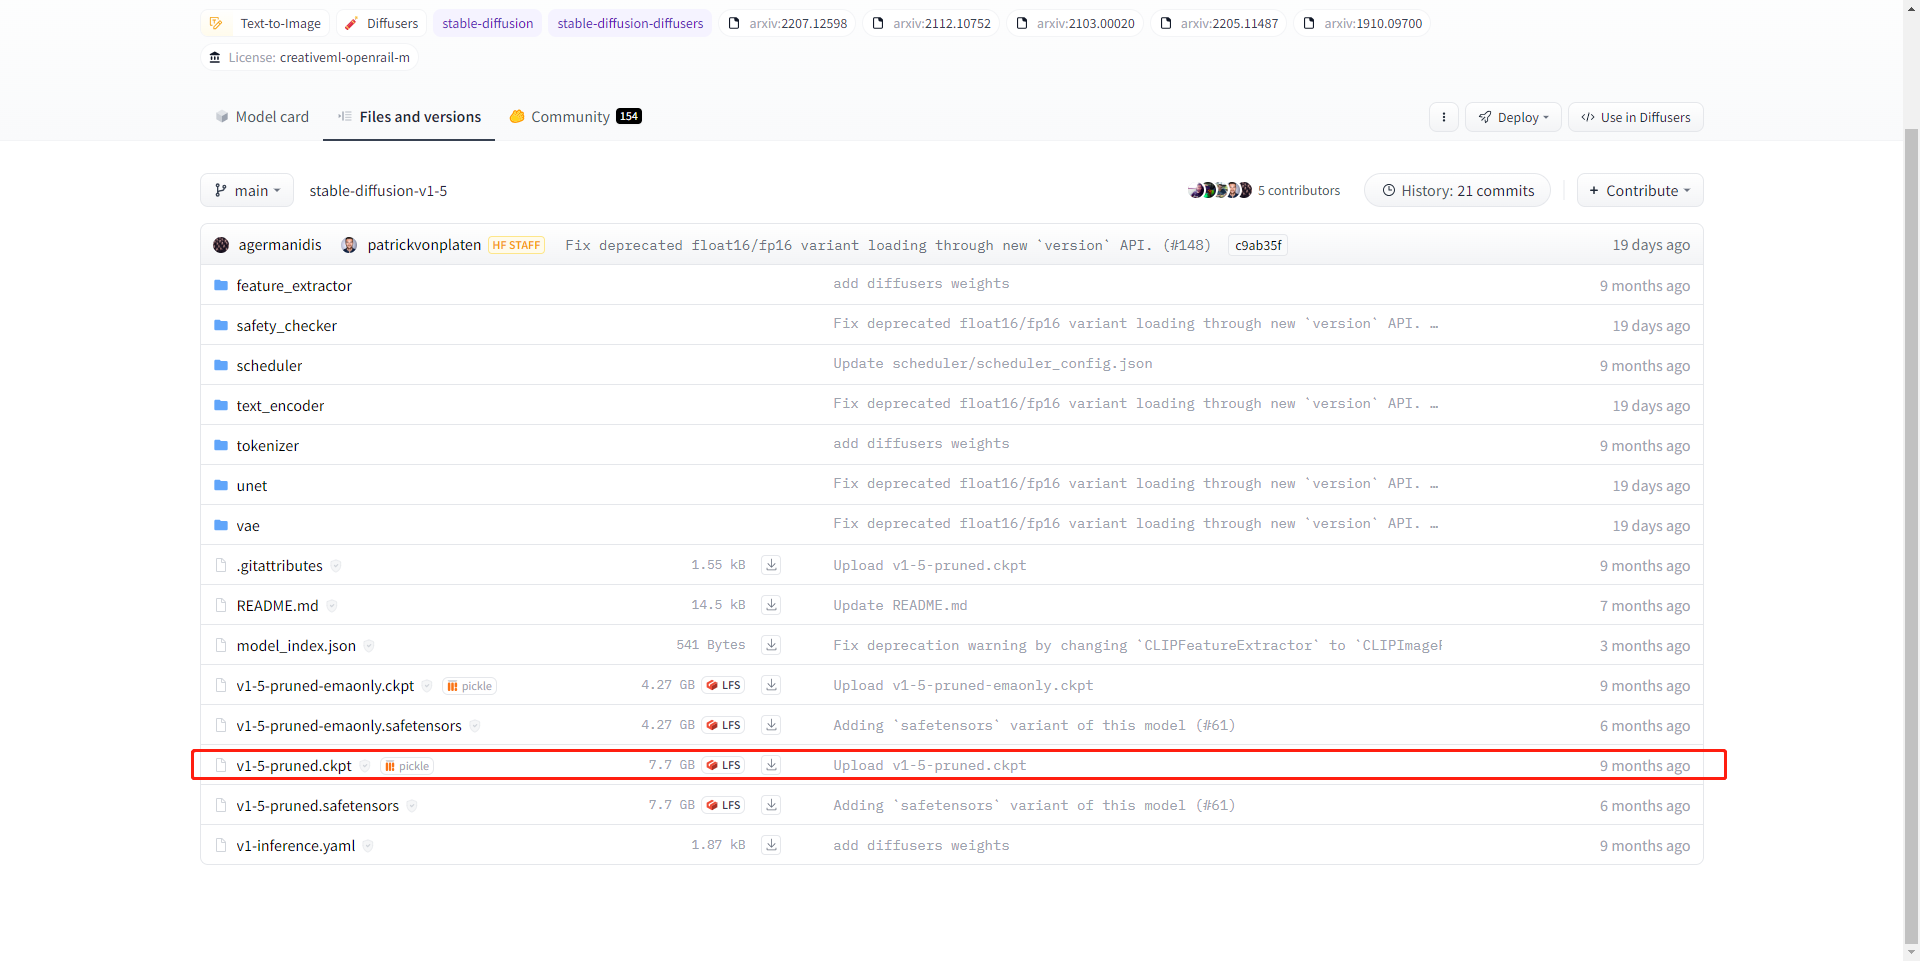 Text-to-Image Diffusers stable-diffusion stable-diffusion-diffusers arxiv:2207.12598 arxiv:2112.10752 arxiv:2103.00020 arxiv:2205.11487 arxiv:1910.09700
License: creativeml-openrail-m
Model card Files and versions Community 154 Deploy </> Use in Diffusers
main stable-diffusion-v1-5 5 contributors History: 21 commits + Contribute
agermanidis patrickvonplaten HF STAFF Fix deprecated float16/fp16 variant loading through new `version` API. (#148) c9ab35f 19 days ago
feature_extractor add diffusers weights 9 months ago
safety_checker Fix deprecated float16/fp16 variant loading through new `version` API. … 19 days ago
scheduler Update scheduler/scheduler_config.json 9 months ago
text_encoder Fix deprecated float16/fp16 variant loading through new `version` API. … 19 days ago
tokenizer add diffusers weights 9 months ago
unet Fix deprecated float16/fp16 variant loading through new `version` API. … 19 days ago
vae Fix deprecated float16/fp16 variant loading through new `version` API. … 19 days ago
.gitattributes 1.55 kB Upload v1-5-pruned.ckpt 9 months ago
README.md 14.5 kB Update README.md 7 months ago
model_index.json 541 Bytes Fix deprecation warning by changing `CLIPFeatureExtractor` to `CLIPImage 3 months ago
v1-5-pruned-emaonly.ckpt pickle 4.27 GB LFS Upload v1-5-pruned-emaonly.ckpt 9 months ago
v1-5-pruned-emaonly.safetensors 4.27 GB LFS Adding `safetensors` variant of this model (#61) 6 months ago
v1-5-pruned.ckpt pickle 7.7 GB LFS Upload v1-5-pruned.ckpt 9 months ago
v1-5-pruned.safetensors 7.7 GB LFS Adding `safetensors` variant of this model (#61) 6 months ago
v1-inference.yaml 1.87 kB add diffusers weights 9 months ago